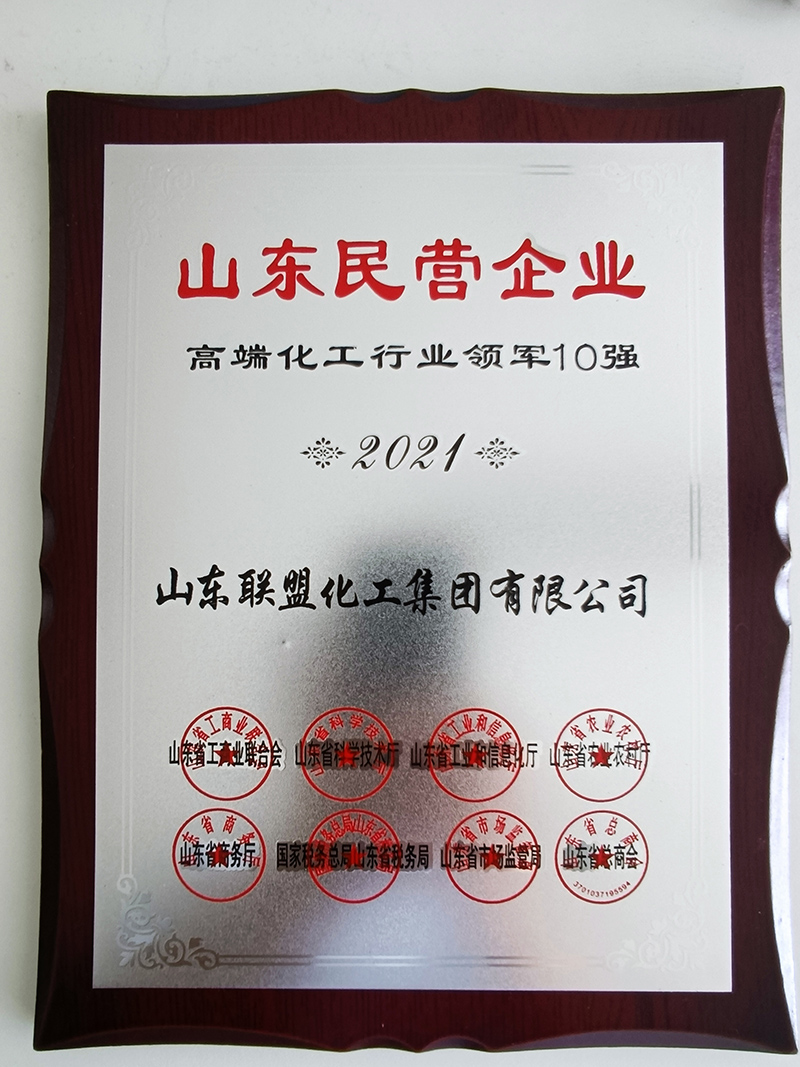 山东民营企业
高端化工行业领军10强
2021
山东联盟化工集团有限公司
山东省工商业联合会 山东省科学技术厅 山东省工业和信息化厅 山东省农业农村厅
山东省商务厅 国家税务总局山东省税务局 山东省市场监管局 山东省总商会
3701037195594